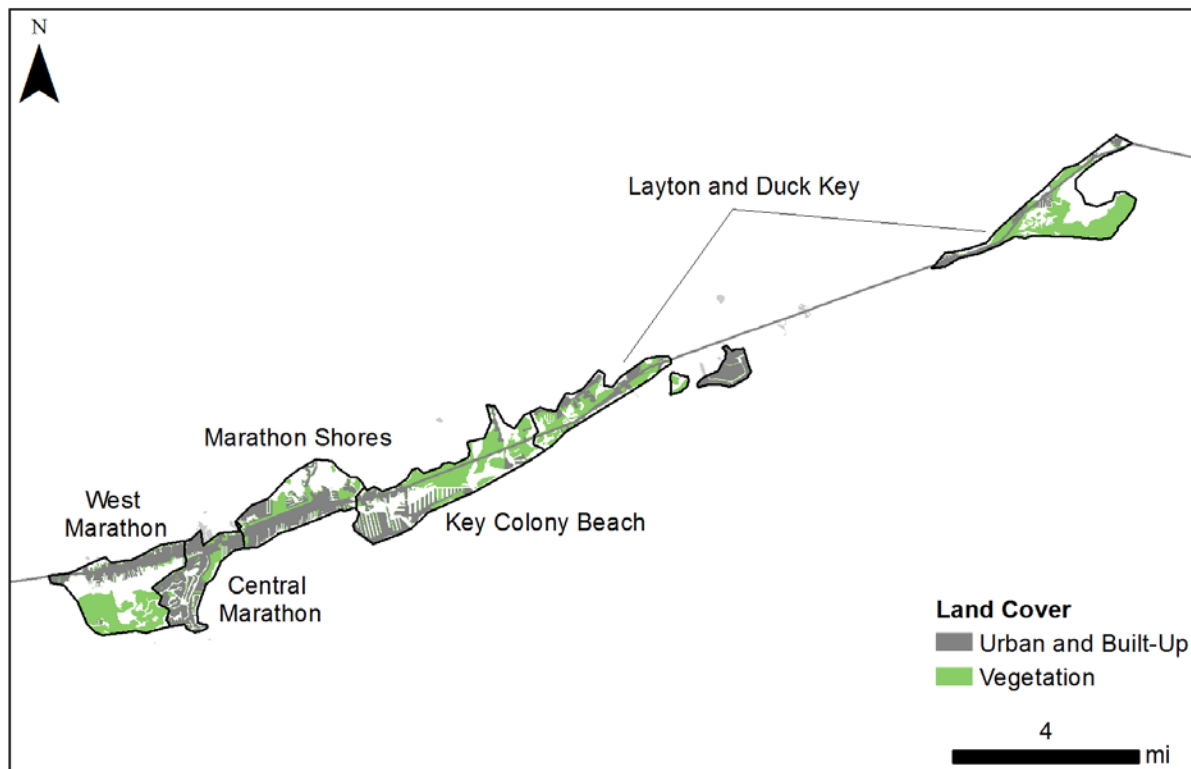 N
Layton and Duck Key
Marathon Shores
West
Marathon
Key Colony Beach
Central
Marathon
Land Cover
Urban and Built-Up
Vegetation
4
mi